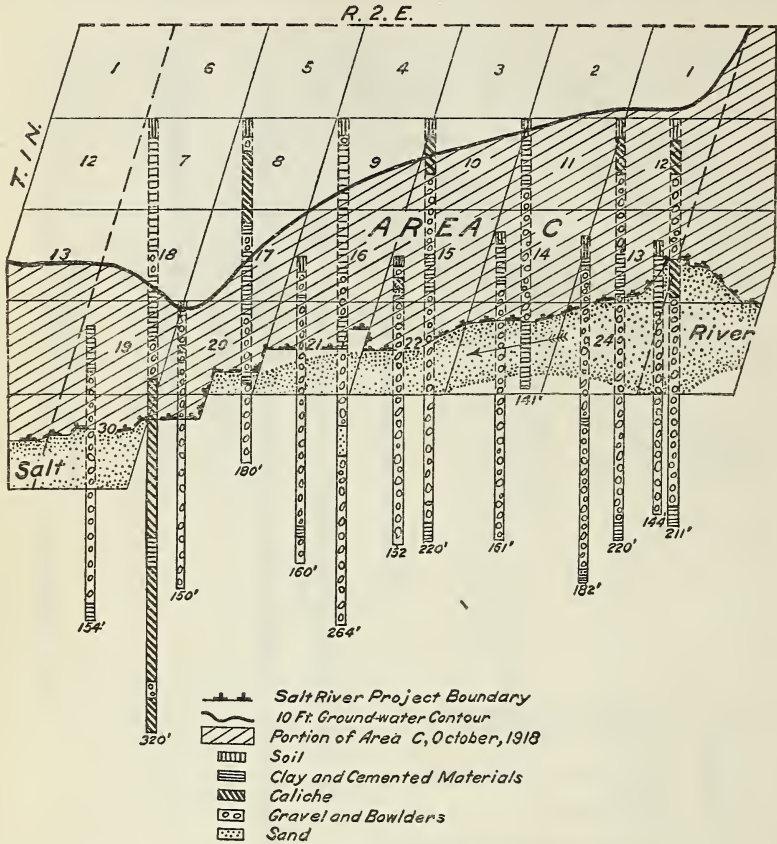 R. 2. E.
T. 1 N.
1 6 5 4 3 2 1
12 7 8 9 10 11 12
AREA C
13 18 17 16 15 14 13
19 20 21 22 24
River
30
Salt
141'
180'
154' 150' 160' 264' 152 220' 161' 182' 220' 144' 211'
320'
Salt River Project Boundary
10 Ft. Ground-water Contour
Portion of Area C, October, 1918
Soil
Clay and Cemented Materials
Caliche
Gravel and Bowlders
Sand